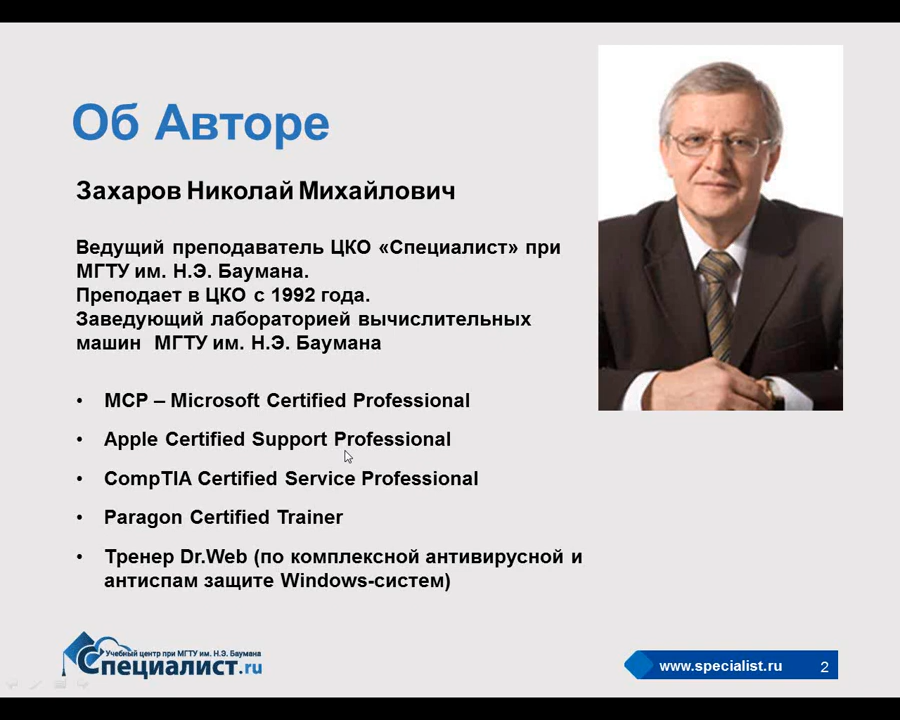 Об Авторе
Захаров Николай Михайлович
Ведущий преподаватель ЦКО «Специалист» при
МГТУ им. Н.Э. Баумана.
Преподает в ЦКО с 1992 года.
Заведующий лабораторией вычислительных
машин МГТУ им. Н.Э. Баумана
• MCP – Microsoft Certified Professional
• Apple Certified Support Professional
• CompTIA Certified Service Professional
• Paragon Certified Trainer
• Тренер Dr.Web (по комплексной антивирусной и
антиспам защите Windows-систем)
Учебный центр при МГТУ им. Н.Э. Баумана
Специалист.ru
www.specialist.ru 2